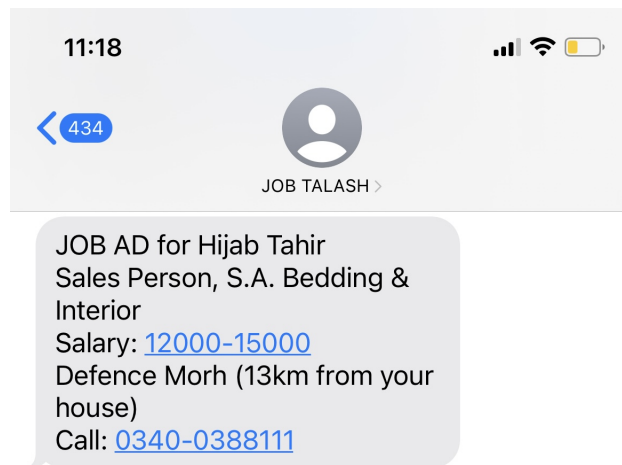 11:18
434
JOB TALASH
JOB AD for Hijab Tahir
Sales Person, S.A. Bedding &
Interior
Salary: 12000-15000
Defence Morh (13km from your
house)
Call: 0340-0388111